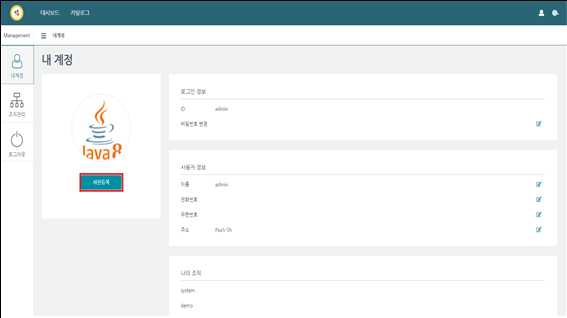 대시보드 카탈로그
Management 내계정
내계정
조직관리
로그아웃
내 계정
Java 8
사진등록
로그인 정보
ID admin
비밀번호 변경
사용자 정보
이름 admin
전화번호
우편번호
주소 PaaS-TA
나의 조직
system
demo